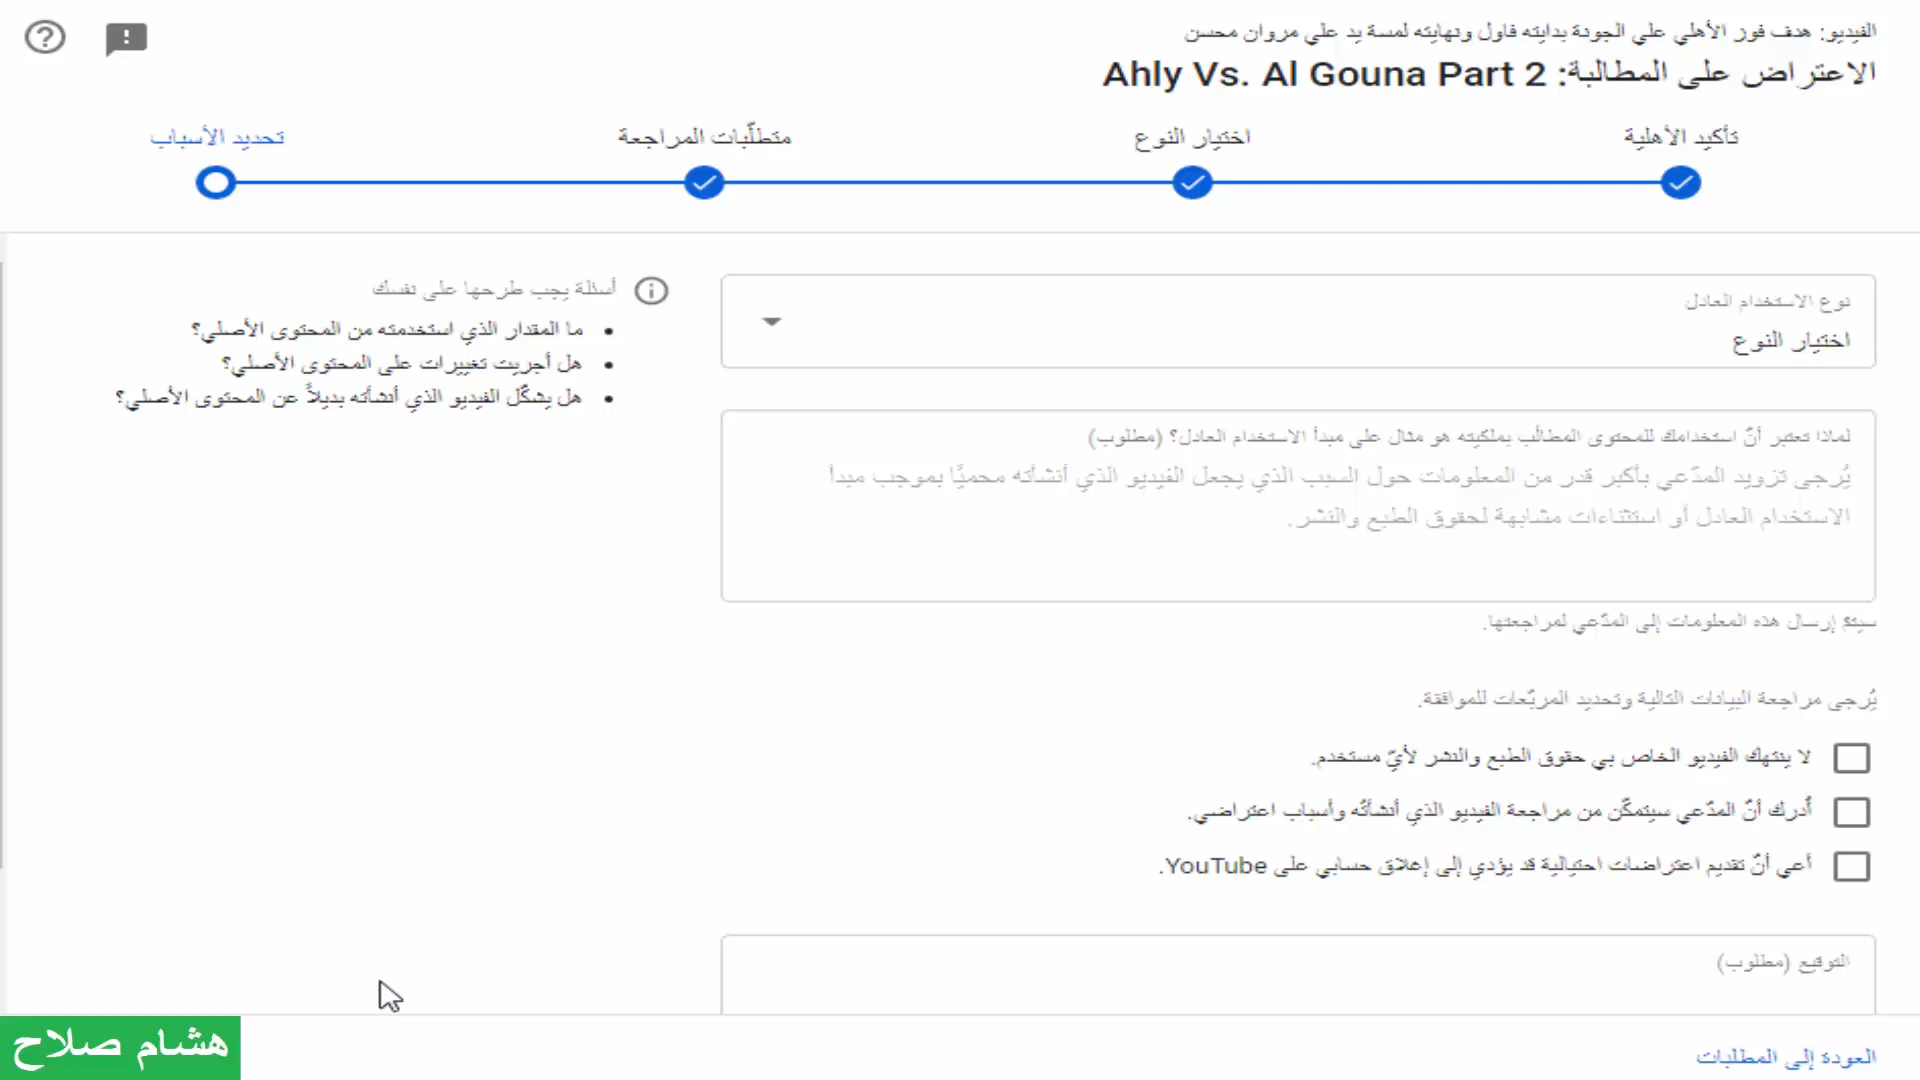 الفيديو: هدف فوز الأهلي علي الجونة بدايته فاول ونهايته لمسة يد علي مروان محسن
الاعتراض على المطالبة: Ahly Vs. Al Gouna Part 2
تأكيد الأهلية
اختيار النوع
متطلّبات المراجعة
تحديد الأسباب
نوع الاستخدام العادل
اختيار النوع
لماذا تعتبر أنّ استخدامك للمحتوى المطالَب بملكيته هو مثال على مبدأ الاستخدام العادل؟ (مطلوب)
يُرجى تزويد المدّعي بأكبر قدر من المعلومات حول السبب الذي يجعل الفيديو الذي أنشأته محميًّا بموجب مبدأ
الاستخدام العادل أو استثناءات مشابهة لحقوق الطبع والنشر.
سيتمّ إرسال هذه المعلومات إلى المدّعي لمراجعتها.
أسئلة يجب طرحها على نفسك
• ما المقدار الذي استخدمته من المحتوى الأصلي؟
• هل أجريت تغييرات على المحتوى الأصلي؟
• هل يشكّل الفيديو الذي أنشأته بديلاً عن المحتوى الأصلي؟
يُرجى مراجعة البيانات التالية وتحديد المربّعات للموافقة.
لا ينتهك الفيديو الخاص بي حقوق الطبع والنشر لأيّ مستخدم.
أُدرك أنّ المدّعي سيتمكّن من مراجعة الفيديو الذي أنشأتُه وأسباب اعتراضي.
أعي أنّ تقديم اعتراضات احتيالية قد يؤدي إلى إغلاق حسابي على YouTube.
التوقيع (مطلوب)
العودة إلى المطلبات
هشام صلاح